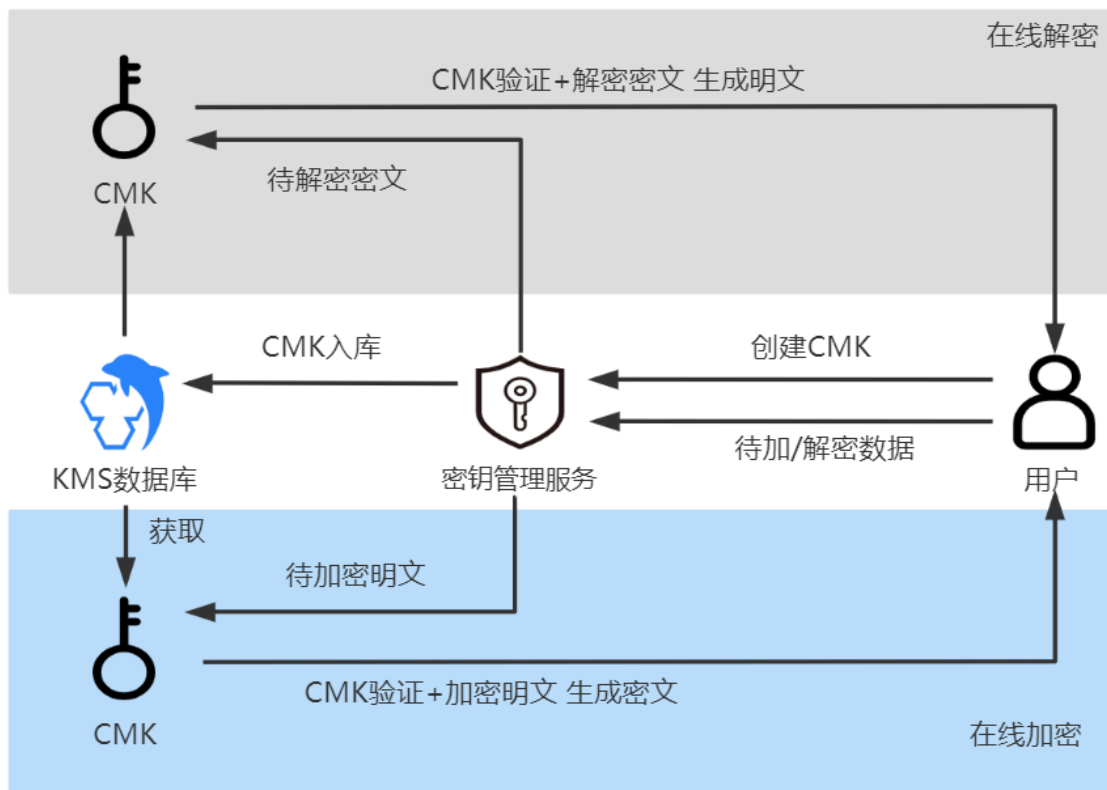 在线解密
CMK验证+解密密文 生成明文
待解密密文
CMK
CMK入库
创建CMK
待加/解密数据
KMS数据库
密钥管理服务
用户
获取
待加密明文
CMK验证+加密明文 生成密文
CMK
在线加密